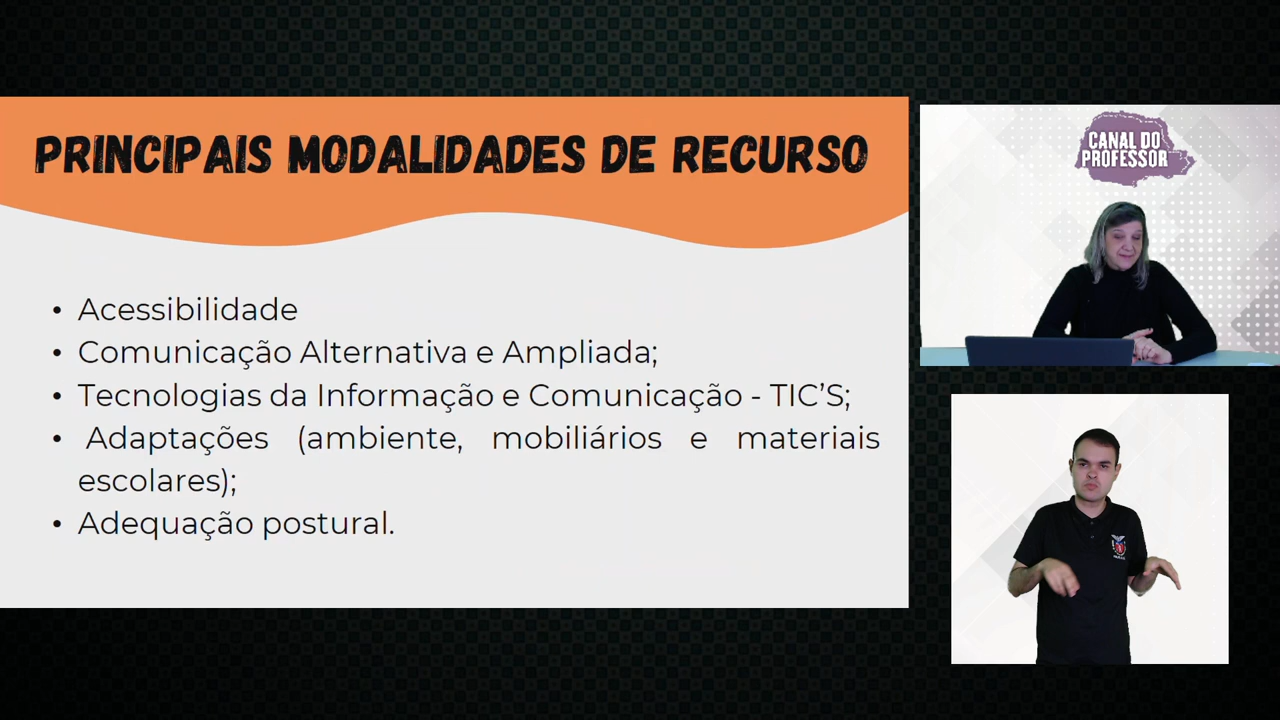 PRINCIPAIS MODALIDADES DE RECURSO
• Acessibilidade
• Comunicação Alternativa e Ampliada;
• Tecnologias da Informação e Comunicação - TIC’S;
• Adaptações (ambiente, mobiliários e materiais
escolares);
• Adequação postural.
CANAL DO
PROFESSOR